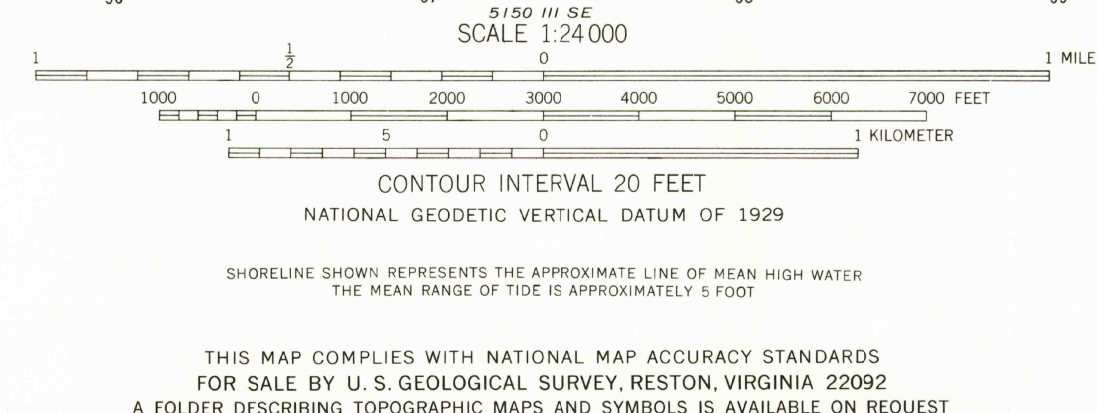 5150 III SE
SCALE 1:24 000
1 1/2 0 1 MILE
1000 0 1000 2000 3000 4000 5000 6000 7000 FEET
1 5 0 1 KILOMETER
CONTOUR INTERVAL 20 FEET
NATIONAL GEODETIC VERTICAL DATUM OF 1929
SHORELINE SHOWN REPRESENTS THE APPROXIMATE LINE OF MEAN HIGH WATER
THE MEAN RANGE OF TIDE IS APPROXIMATELY 5 FOOT
THIS MAP COMPLIES WITH NATIONAL MAP ACCURACY STANDARDS
FOR SALE BY U. S. GEOLOGICAL SURVEY, RESTON, VIRGINIA 22092
A FOLDER DESCRIBING TOPOGRAPHIC MAPS AND SYMBOLS IS AVAILABLE ON REQUEST